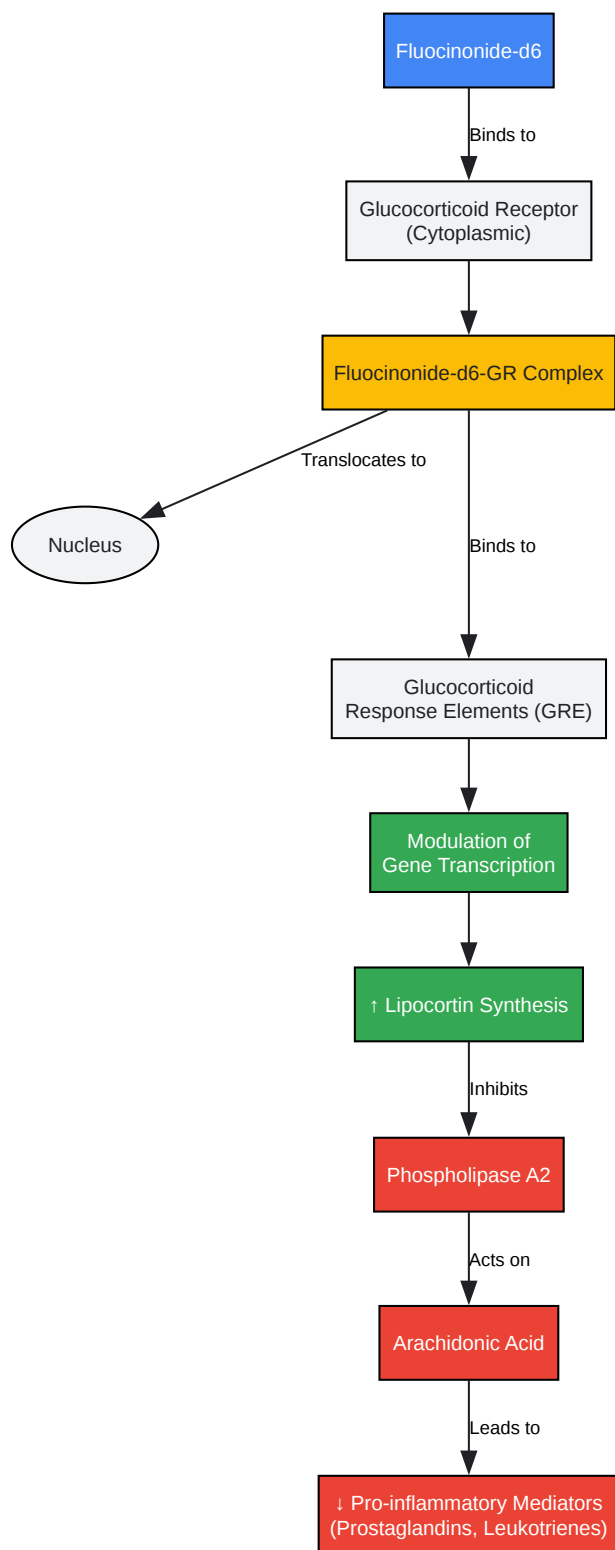 Fluocinonide-d6
Binds to
Glucocorticoid Receptor
(Cytoplasmic)
Fluocinonide-d6-GR Complex
Translocates to
Nucleus
Binds to
Glucocorticoid
Response Elements (GRE)
Modulation of
Gene Transcription
↑ Lipocortin Synthesis
Inhibits
Phospholipase A2
Acts on
Arachidonic Acid
Leads to
↓ Pro-inflammatory Mediators
(Prostaglandins, Leukotrienes)